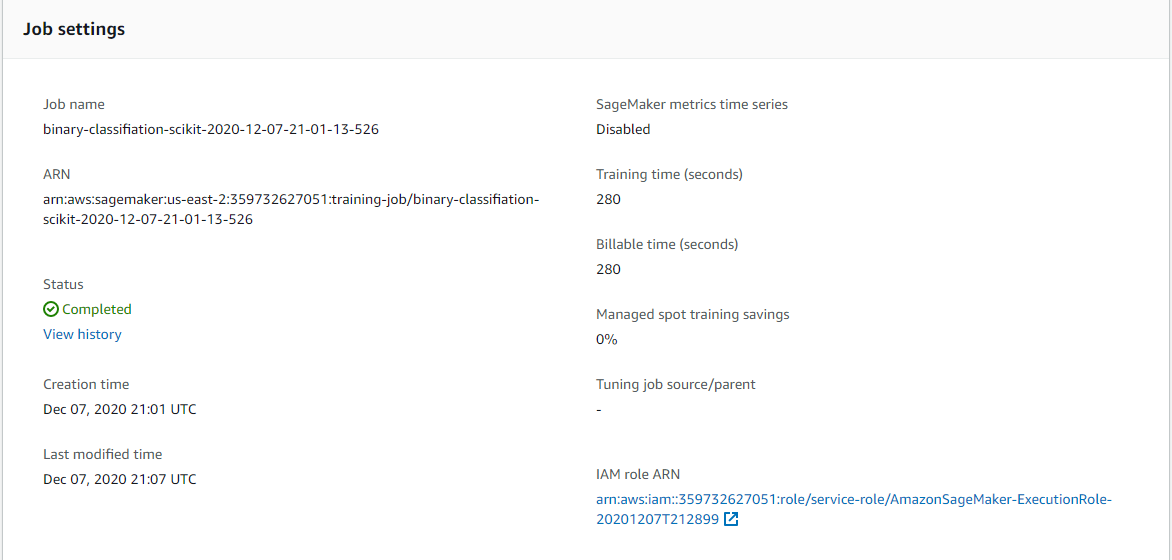 Job settings
Job name
binary-classifiation-scikit-2020-12-07-21-01-13-526
ARN
arn:aws:sagemaker:us-east-2:359732627051:training-job/binary-classifiation-
scikit-2020-12-07-21-01-13-526
Status
Completed
View history
Creation time
Dec 07, 2020 21:01 UTC
Last modified time
Dec 07, 2020 21:07 UTC
SageMaker metrics time series
Disabled
Training time (seconds)
280
Billable time (seconds)
280
Managed spot training savings
0%
Tuning job source/parent
-
IAM role ARN
arn:aws:iam::359732627051:role/service-role/AmazonSageMaker-ExecutionRole-
20201207T212899